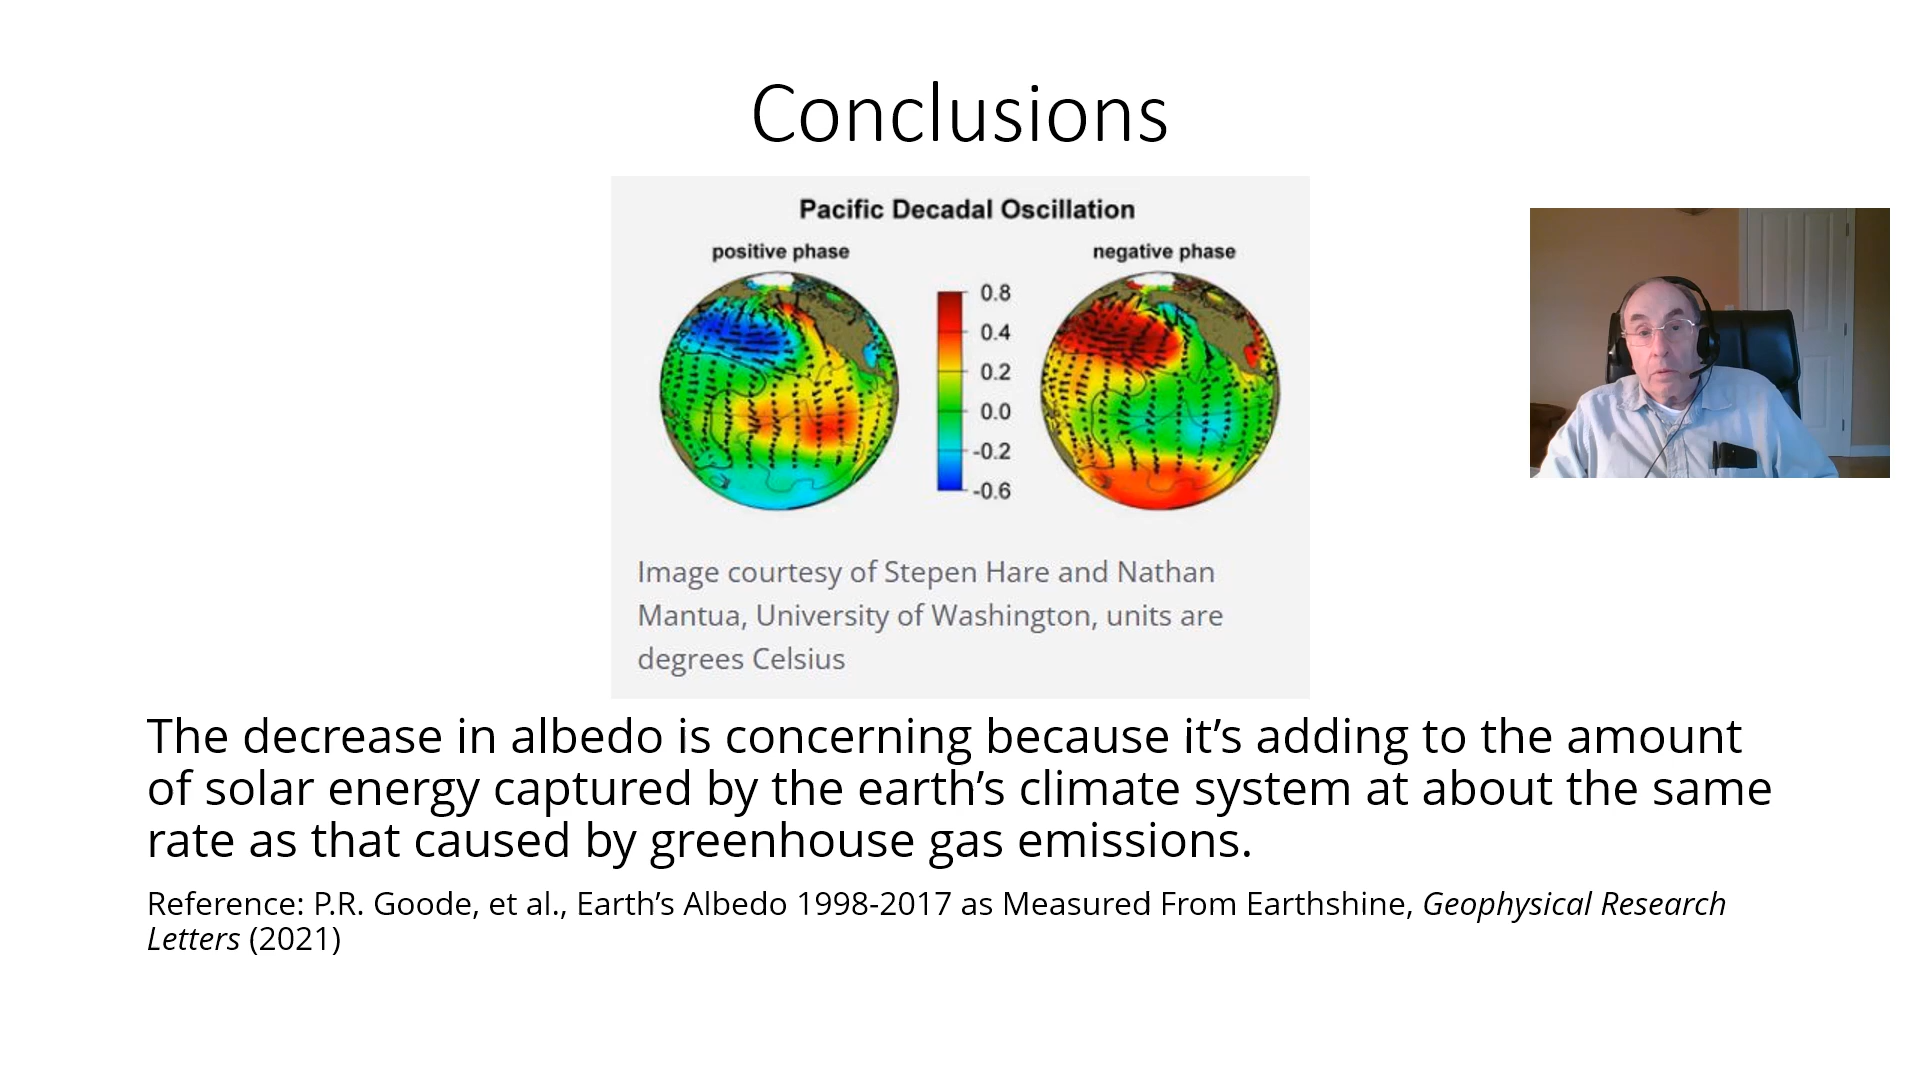 Conclusions
Pacific Decadal Oscillation
positive phase
negative phase
0.8
0.4
0.2
0.0
-0.2
-0.6
Image courtesy of Stepen Hare and Nathan
Mantua, University of Washington, units are
degrees Celsius
The decrease in albedo is concerning because it’s adding to the amount
of solar energy captured by the earth’s climate system at about the same
rate as that caused by greenhouse gas emissions.
Reference: P.R. Goode, et al., Earth’s Albedo 1998-2017 as Measured From Earthshine, Geophysical Research
Letters (2021)